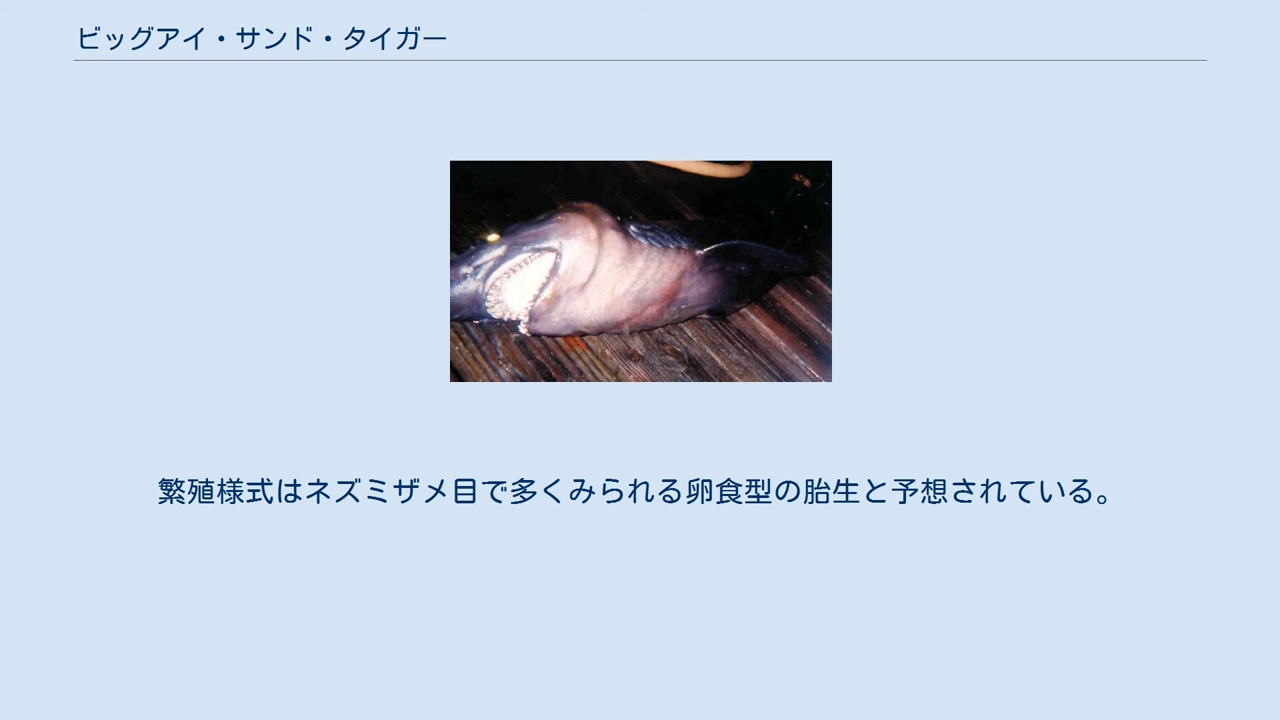 ビッグアイ・サンド・タイガー
繁殖様式はネズミザメ目で多くみられる卵食型の胎生と予想されている。